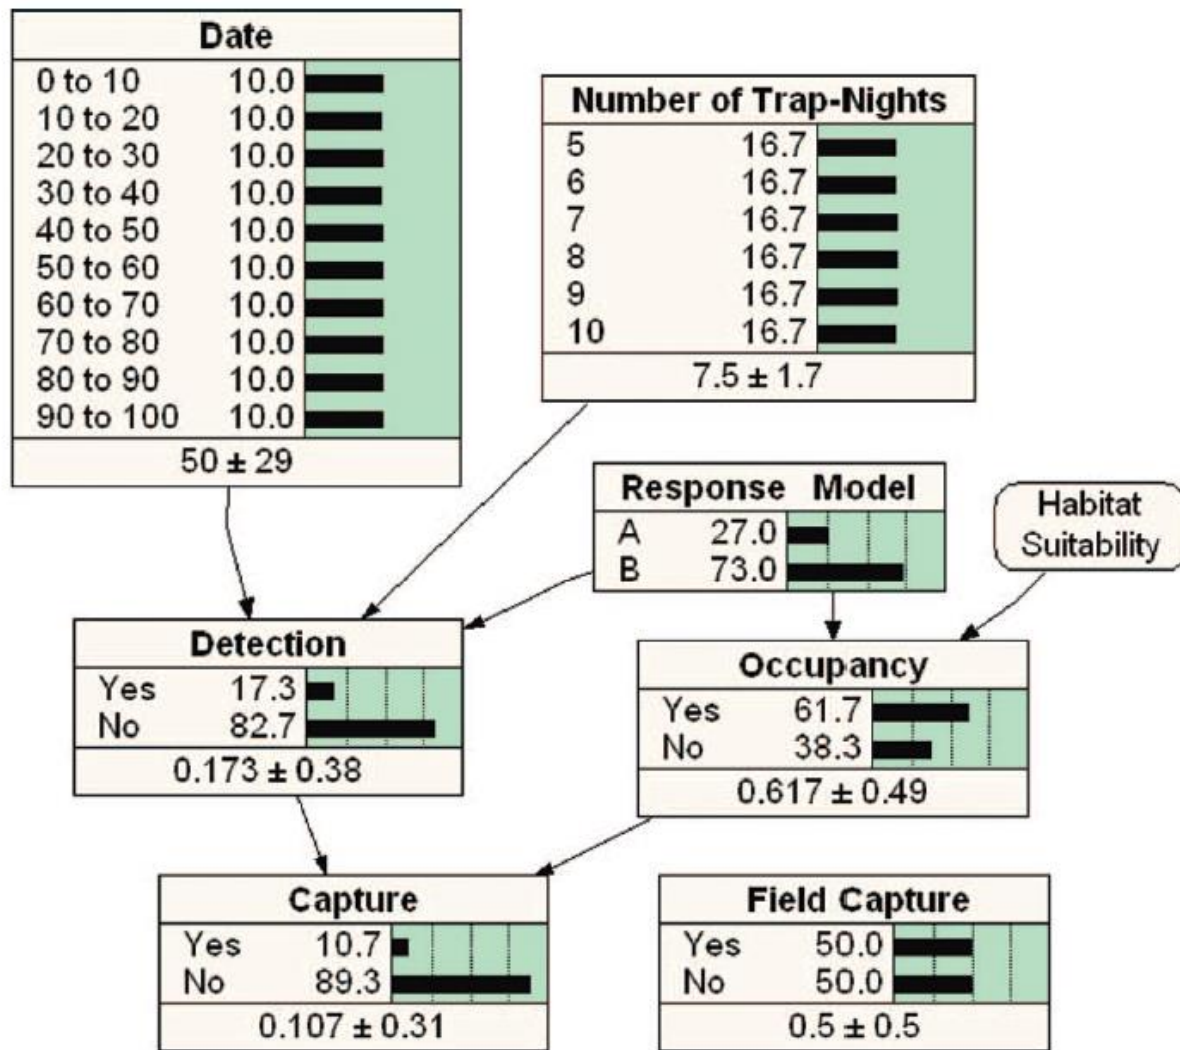 Date
0 to 10 10.0
10 to 20 10.0
20 to 30 10.0
30 to 40 10.0
40 to 50 10.0
50 to 60 10.0
60 to 70 10.0
70 to 80 10.0
80 to 90 10.0
90 to 100 10.0
50 ± 29
Number of Trap-Nights
5 16.7
6 16.7
7 16.7
8 16.7
9 16.7
10 16.7
7.5 ± 1.7
Response Model
A 27.0
B 73.0
Habitat
Suitability
Detection
Yes 17.3
No 82.7
0.173 ± 0.38
Occupancy
Yes 61.7
No 38.3
0.617 ± 0.49
Capture
Yes 10.7
No 89.3
0.107 ± 0.31
Field Capture
Yes 50.0
No 50.0
0.5 ± 0.5